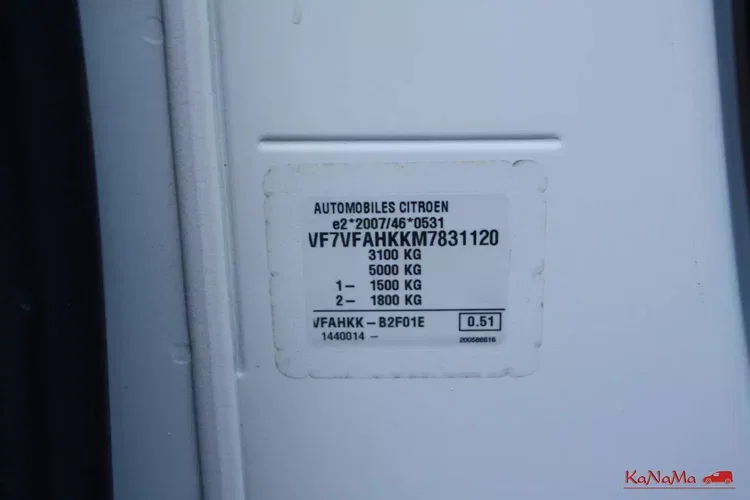 AUTOMOBILES CITROEN
e2*2007/46*0531
VF7VFAHKKM7831120
3100 KG
5000 KG
1- 1500 KG
2- 1800 KG
VFAHKK-B2F01E 0.51
1440014 - 200586616
KaNaMa